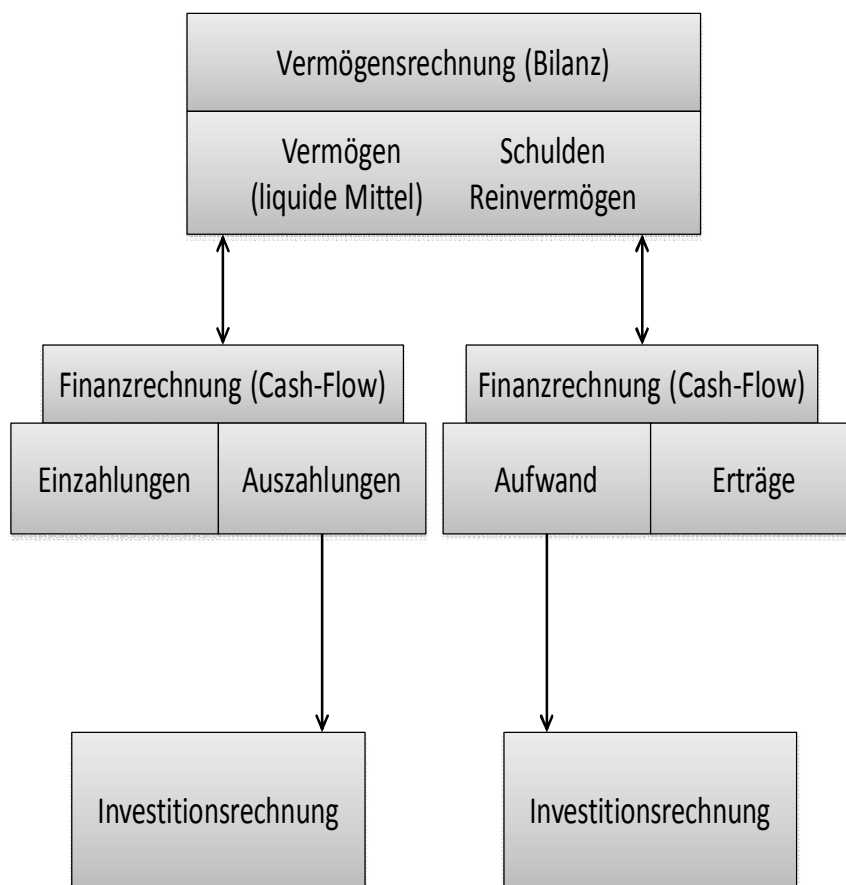 Vermögensrechnung (Bilanz)
Vermögen
(liquide Mittel)
Schulden
Reinvermögen
Finanzrechnung (Cash-Flow)
Einzahlungen
Auszahlungen
Finanzrechnung (Cash-Flow)
Aufwand
Erträge
Investitionsrechnung
Investitionsrechnung